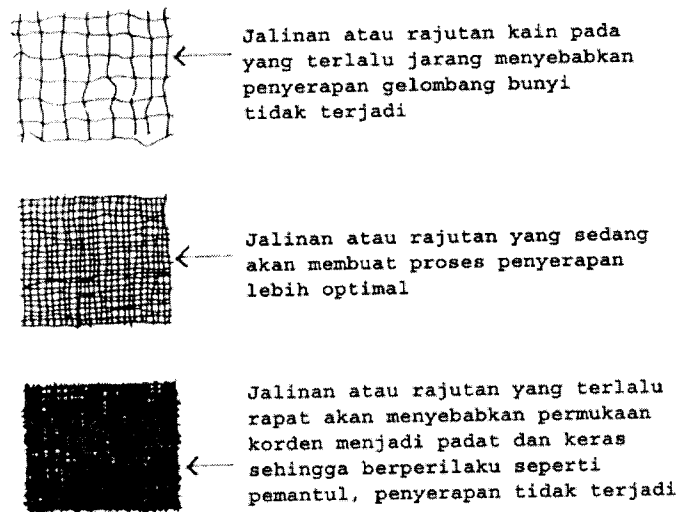 Jalinan atau rajutan kain pada
yang terlalu jarang menyebabkan
penyerapan gelombang bunyi
tidak terjadi
Jalinan atau rajutan yang sedang
akan membuat proses penyerapan
lebih optimal
Jalinan atau rajutan yang terlalu
rapat akan menyebabkan permukaan
korden menjadi padat dan keras
sehingga berperilaku seperti
pemantul, penyerapan tidak terjadi